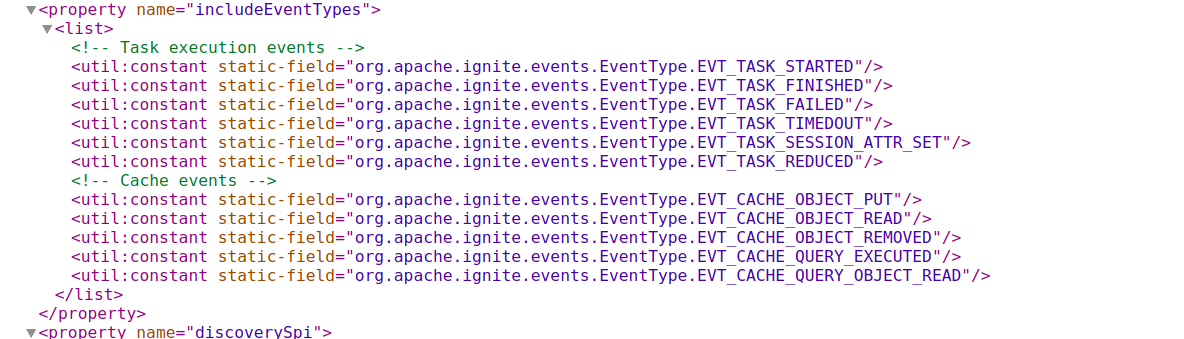 ▼<property name="includeEventTypes">
▼<list>
<!-- Task execution events -->
<util:constant static-field="org.apache.ignite.events.EventType.EVT_TASK_STARTED"/>
<util:constant static-field="org.apache.ignite.events.EventType.EVT_TASK_FINISHED"/>
<util:constant static-field="org.apache.ignite.events.EventType.EVT_TASK_FAILED"/>
<util:constant static-field="org.apache.ignite.events.EventType.EVT_TASK_TIMEDOUT"/>
<util:constant static-field="org.apache.ignite.events.EventType.EVT_TASK_SESSION_ATTR_SET"/>
<util:constant static-field="org.apache.ignite.events.EventType.EVT_TASK_REDUCED"/>
<!-- Cache events -->
<util:constant static-field="org.apache.ignite.events.EventType.EVT_CACHE_OBJECT_PUT"/>
<util:constant static-field="org.apache.ignite.events.EventType.EVT_CACHE_OBJECT_READ"/>
<util:constant static-field="org.apache.ignite.events.EventType.EVT_CACHE_OBJECT_REMOVED"/>
<util:constant static-field="org.apache.ignite.events.EventType.EVT_CACHE_QUERY_EXECUTED"/>
<util:constant static-field="org.apache.ignite.events.EventType.EVT_CACHE_QUERY_OBJECT_READ"/>
</list>
</property>
▼<property name="discoverySpi">